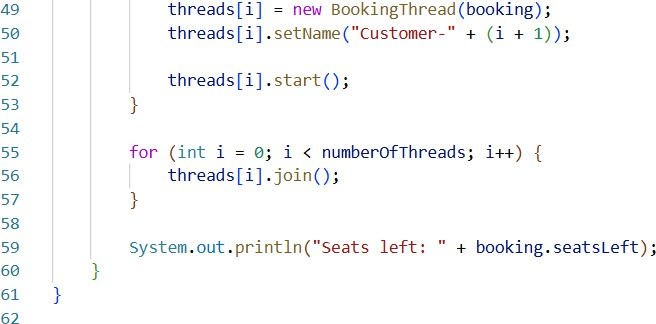 49 threads[i] = new BookingThread(booking);
50 threads[i].setName("Customer-" + (i + 1));
51
52 threads[i].start();
53 }
54
55 for (int i = 0; i < numberOfThreads; i++) {
56 threads[i].join();
57 }
58
59 System.out.println("Seats left: " + booking.seatsLeft);
60 }
61 }
62